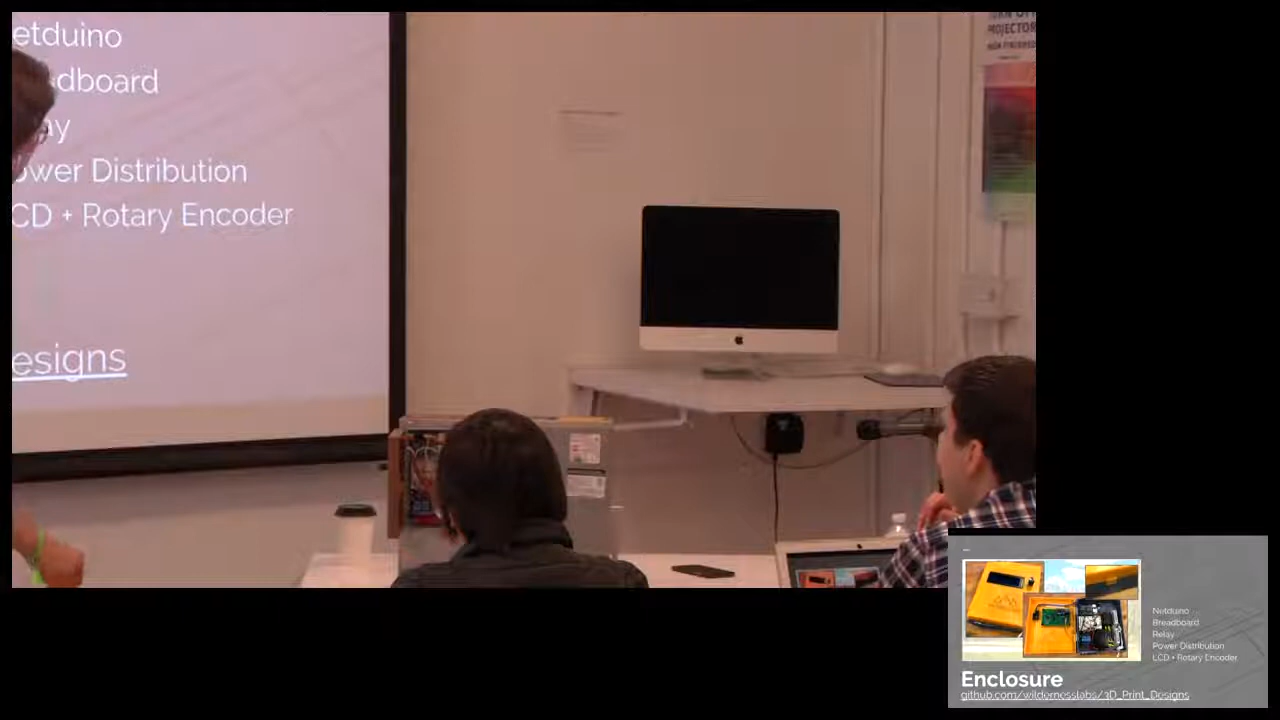 etduino
dboard
ay
ower Distribution
CD + Rotary Encoder
esigns
PROJECTOR
Netduino
Breadboard
Relay
Power Distribution
LCD + Rotary Encoder
Enclosure
github.com/wildernesslabs/3D_Print_Designs